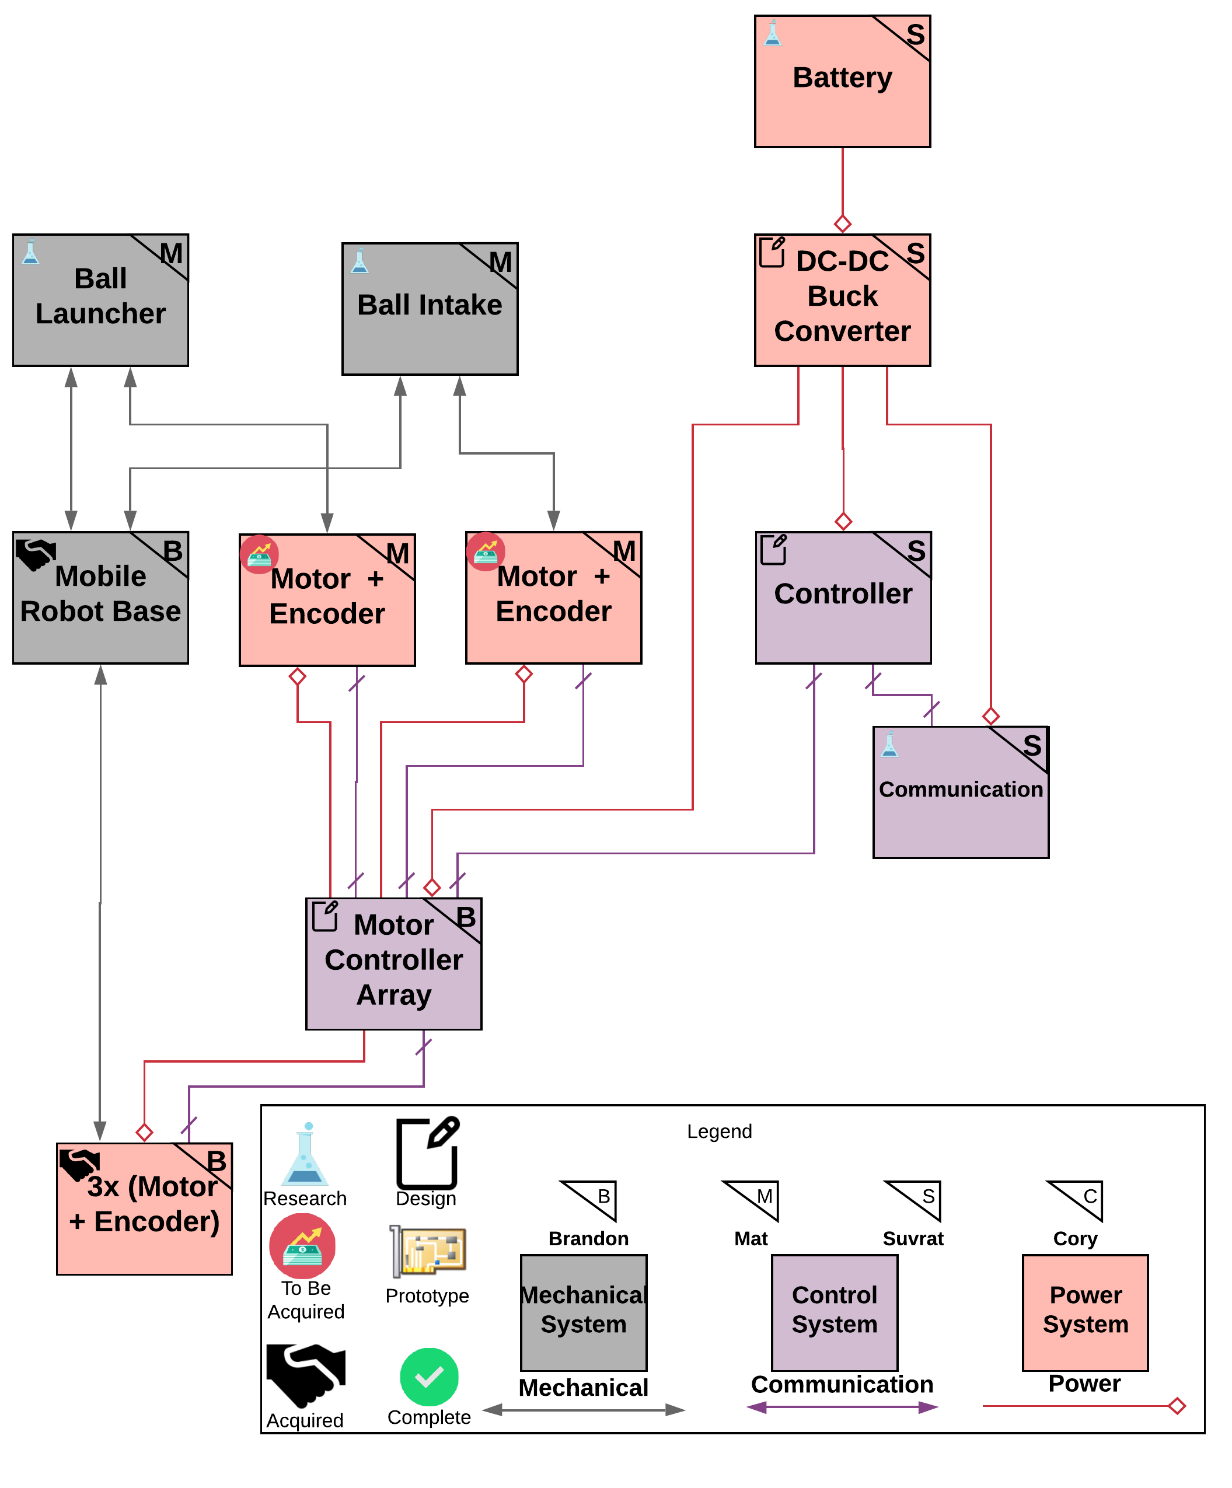 S
Battery
M
Ball
Launcher
M
Ball Intake
S
DC-DC
Buck
Converter
B
Mobile
Robot Base
M
Motor + 
Encoder
M
Motor + 
Encoder
S
Controller
S
Communication
B
Motor
Controller
Array
B
3x (Motor
+ Encoder)
Legend
Research
Design
To Be
Acquired
Prototype
Acquired
Complete
B
Brandon
M
Mat
S
Suvrat
C
Cory
Mechanical
System
Control
System
Power
System
Mechanical
Communication
Power